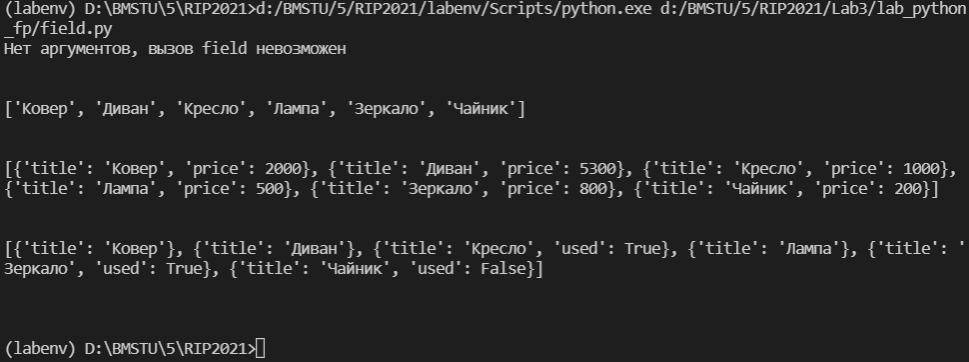 (labenv) D:\BMSTU\5\RIP2021>d:/BMSTU/5/RIP2021/labenv/Scripts/python.exe d:/BMSTU/5/RIP2021/Lab3/lab_python
_fp/field.py
Нет аргументов, вызов field невозможен
['Ковер', 'Диван', 'Кресло', 'Лампа', 'Зеркало', 'Чайник']
[{'title': 'Ковер', 'price': 2000}, {'title': 'Диван', 'price': 5300}, {'title': 'Кресло', 'price': 1000},
{'title': 'Лампа', 'price': 500}, {'title': 'Зеркало', 'price': 800}, {'title': 'Чайник', 'price': 200}]
[{'title': 'Ковер'}, {'title': 'Диван'}, {'title': 'Кресло', 'used': True}, {'title': 'Лампа'}, {'title': '
Зеркало', 'used': True}, {'title': 'Чайник', 'used': False}]
(labenv) D:\BMSTU\5\RIP2021>